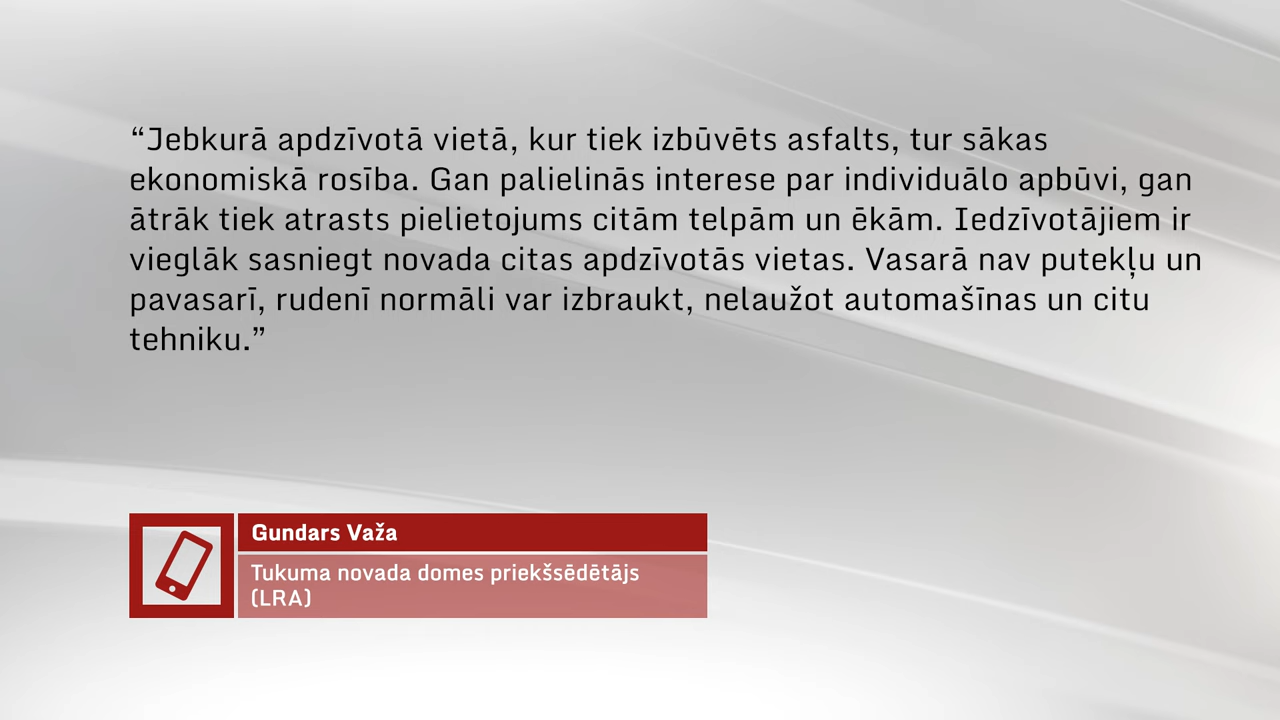 “Jebkurā apdzīvotā vietā, kur tiek izbūvēts asfalts, tur sākas
ekonomiskā rosība. Gan palielinās interese par individuālo apbūvi, gan
ātrāk tiek atrasts pielietojums citām telpām un ēkām. Iedzīvotājiem ir
vieglāk sasniegt novada citas apdzīvotās vietas. Vasarā nav putekļu un
pavasarī, rudenī normāli var izbraukt, nelaužot automašīnas un citu
tehniku.”
Gundars Važa
Tukuma novada domes priekšsēdētājs
(LRA)